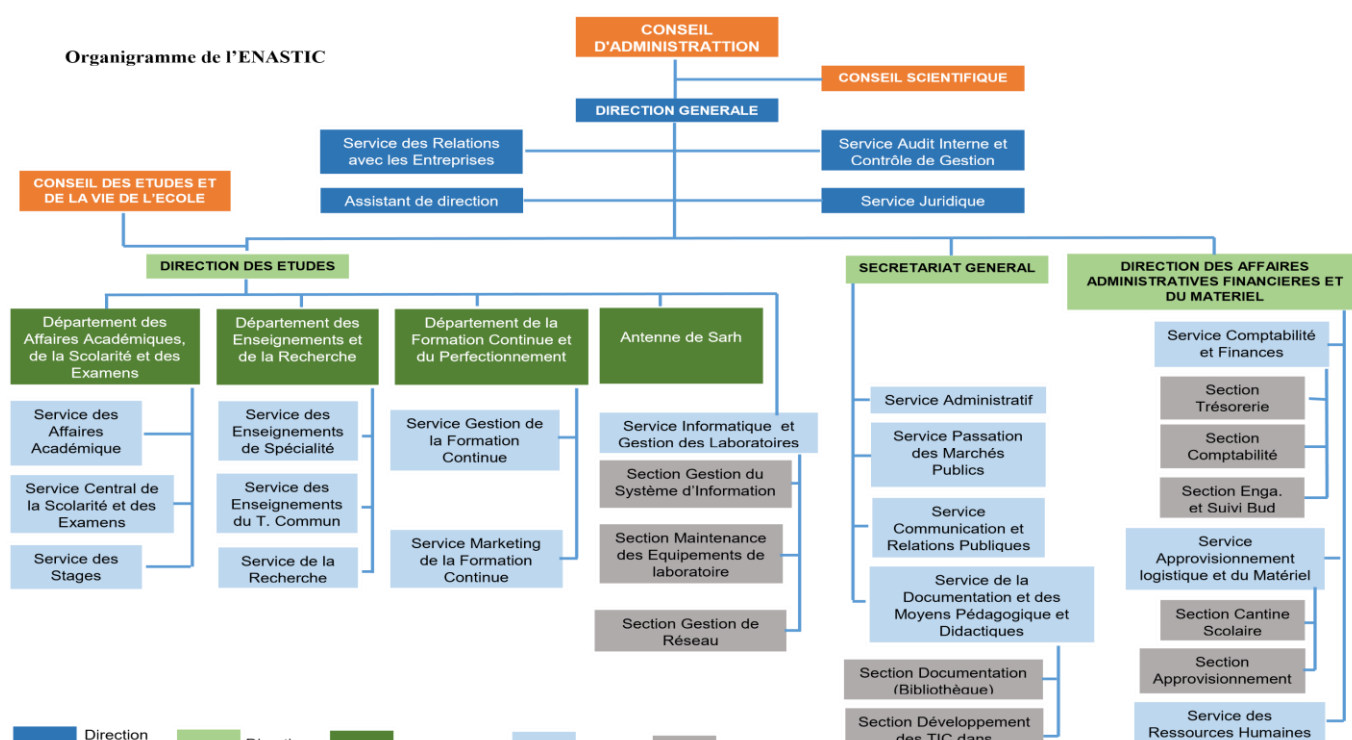 Organigramme de l'ENASTIC
CONSEIL
D'ADMINISTRATTION
CONSEIL SCIENTIFIQUE
DIRECTION GENERALE
Service des Relations
avec les Entreprises
Service Audit Interne et
Contrôle de Gestion
Assistant de direction
Service Juridique
CONSEIL DES ETUDES ET
DE LA VIE DE L'ECOLE
DIRECTION DES ETUDES
SECRETARIAT GENERAL
DIRECTION DES AFFAIRES
ADMINISTRATIVES FINANCIERES ET
DU MATERIEL
Département des
Affaires Académiques,
de la Scolarité et des
Examens
Service des
Affaires
Académique
Service Central de
la Scolarité et des
Examens
Service des
Stages
Département des
Enseignements et
de la Recherche
Service des
Enseignements
de Spécialité
Service des
Enseignements
du T. Commun
Service de la
Recherche
Département de la
Formation Continue et
du Perfectionnement
Service Gestion de
la Formation
Continue
Service Marketing
de la Formation
Continue
Antenne de Sarh
Service Informatique et
Gestion des Laboratoires
Section Gestion du
Système d'Information
Section Maintenance
des Equipements de
laboratoire
Section Gestion de
Réseau
Service Administratif
Service Passation
des Marchés
Publics
Service
Communication et
Relations Publiques
Service de la
Documentation et des
Moyens Pédagogique et
Didactiques
Section Documentation
(Bibliothèque)
Section Développement
des TIC dans
Service Comptabilité
et Finances
Section
Trésorerie
Section
Comptabilité
Section Enga.
et Suivi Bud
Service
Approvisionnement
logistique et du Matériel
Section Cantine
Scolaire
Section
Approvisionnement
Service des
Ressources Humaines
Direction